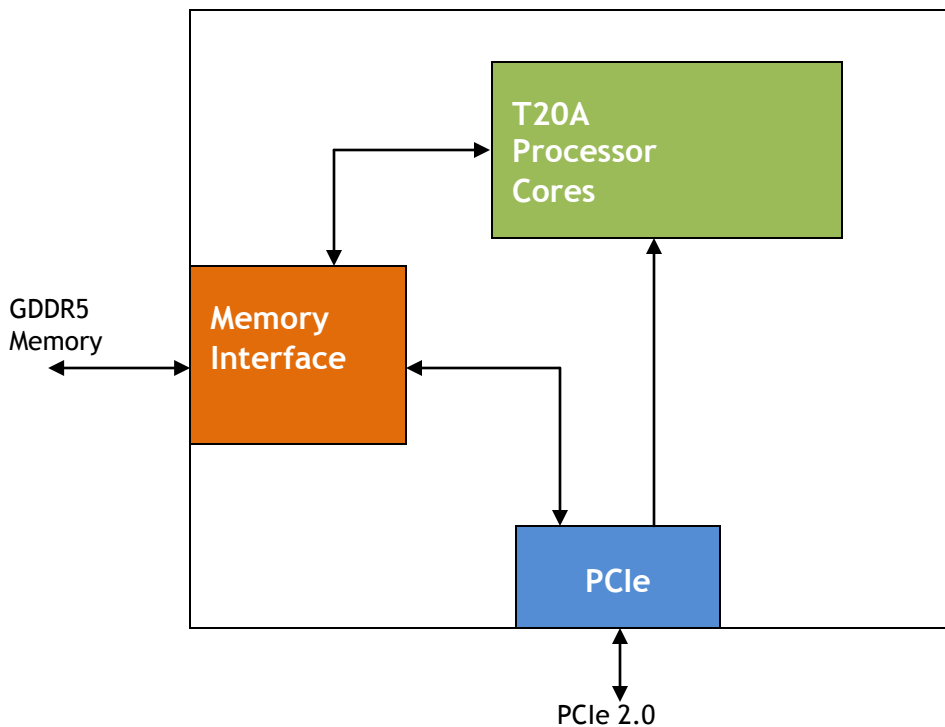 T20A
Processor
Cores
GDDR5
Memory
Memory
Interface
PCIe
PCIe 2.0